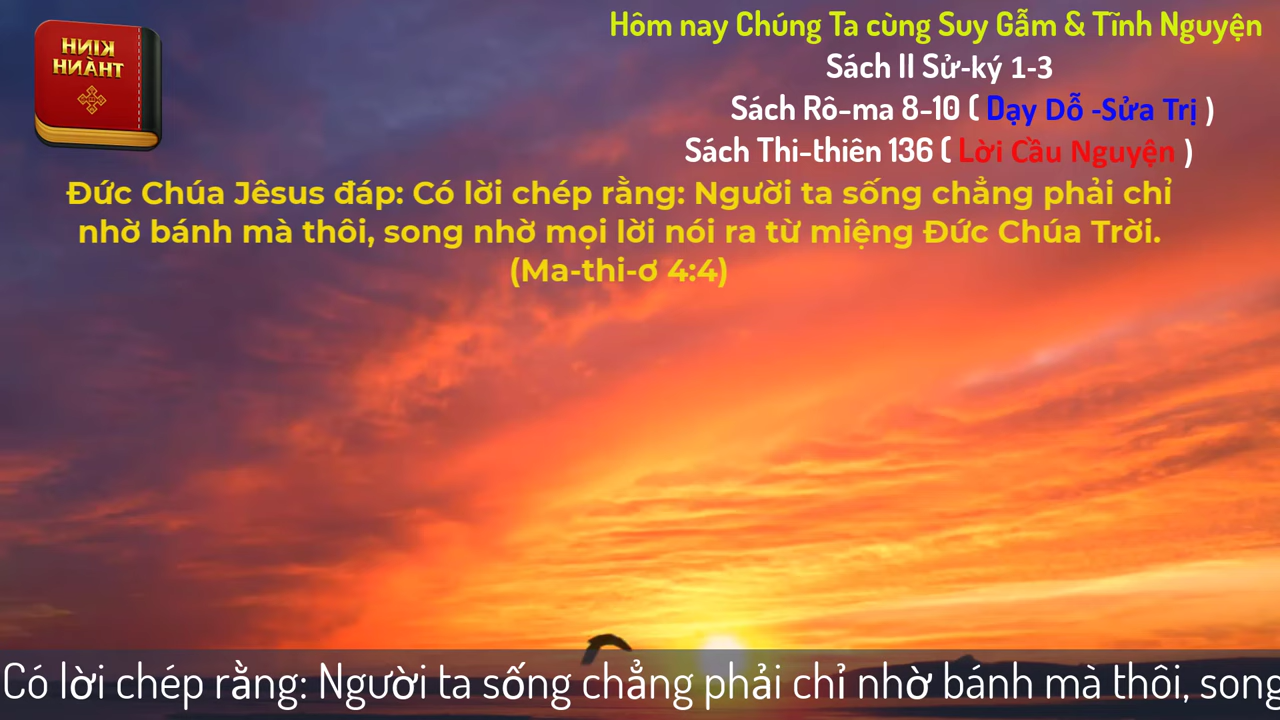 KINH
THÁNH
Hôm nay Chúng Ta cùng Suy Gẫm & Tĩnh Nguyện
Sách II Sử-ký 1-3
Sách Rô-ma 8-10 ( Dạy Dỗ -Sửa Trị )
Sách Thi-thiên 136 ( Lời Cầu Nguyện )
Đức Chúa Jêsus đáp: Có lời chép rằng: Người ta sống chẳng phải chỉ
nhờ bánh mà thôi, song nhờ mọi lời nói ra từ miệng Đức Chúa Trời.
(Ma-thi-ơ 4:4)
Có lời chép rằng: Người ta sống chẳng phải chỉ nhờ bánh mà thôi, song